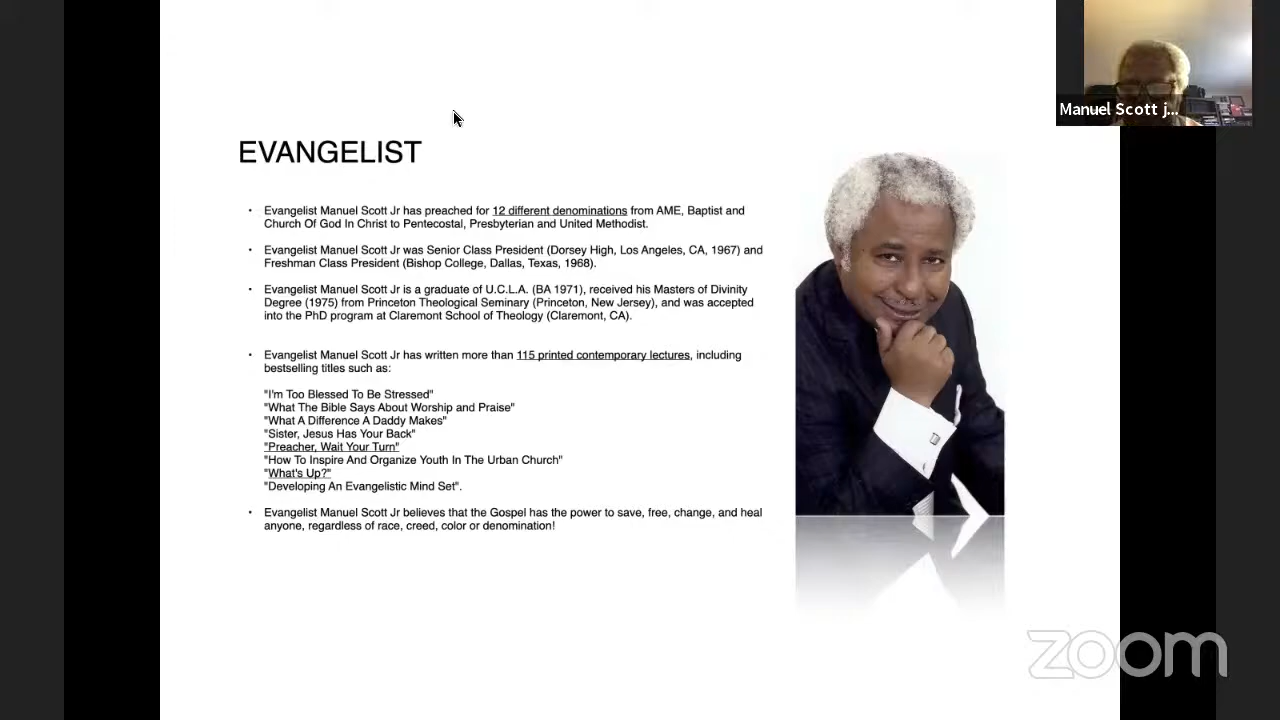 Manuel Scott j...
EVANGELIST
• Evangelist Manuel Scott Jr has preached for 12 different denominations from AME, Baptist and
Church Of God In Christ to Pentecostal, Presbyterian and United Methodist.
• Evangelist Manuel Scott Jr was Senior Class President (Dorsey High, Los Angeles, CA, 1967) and
Freshman Class President (Bishop College, Dallas, Texas, 1968).
• Evangelist Manuel Scott Jr is a graduate of U.C.L.A. (BA 1971), received his Masters of Divinity
Degree (1975) from Princeton Theological Seminary (Princeton, New Jersey), and was accepted
into the PhD program at Claremont School of Theology (Claremont, CA).
• Evangelist Manuel Scott Jr has written more than 115 printed contemporary lectures, including
bestselling titles such as:
"I'm Too Blessed To Be Stressed"
"What The Bible Says About Worship and Praise"
"What A Difference A Daddy Makes"
"Sister, Jesus Has Your Back"
"Preacher, Wait Your Turn"
"How To Inspire And Organize Youth In The Urban Church"
"What's Up?"
"Developing An Evangelistic Mind Set".
• Evangelist Manuel Scott Jr believes that the Gospel has the power to save, free, change, and heal
anyone, regardless of race, creed, color or denomination!
zoom